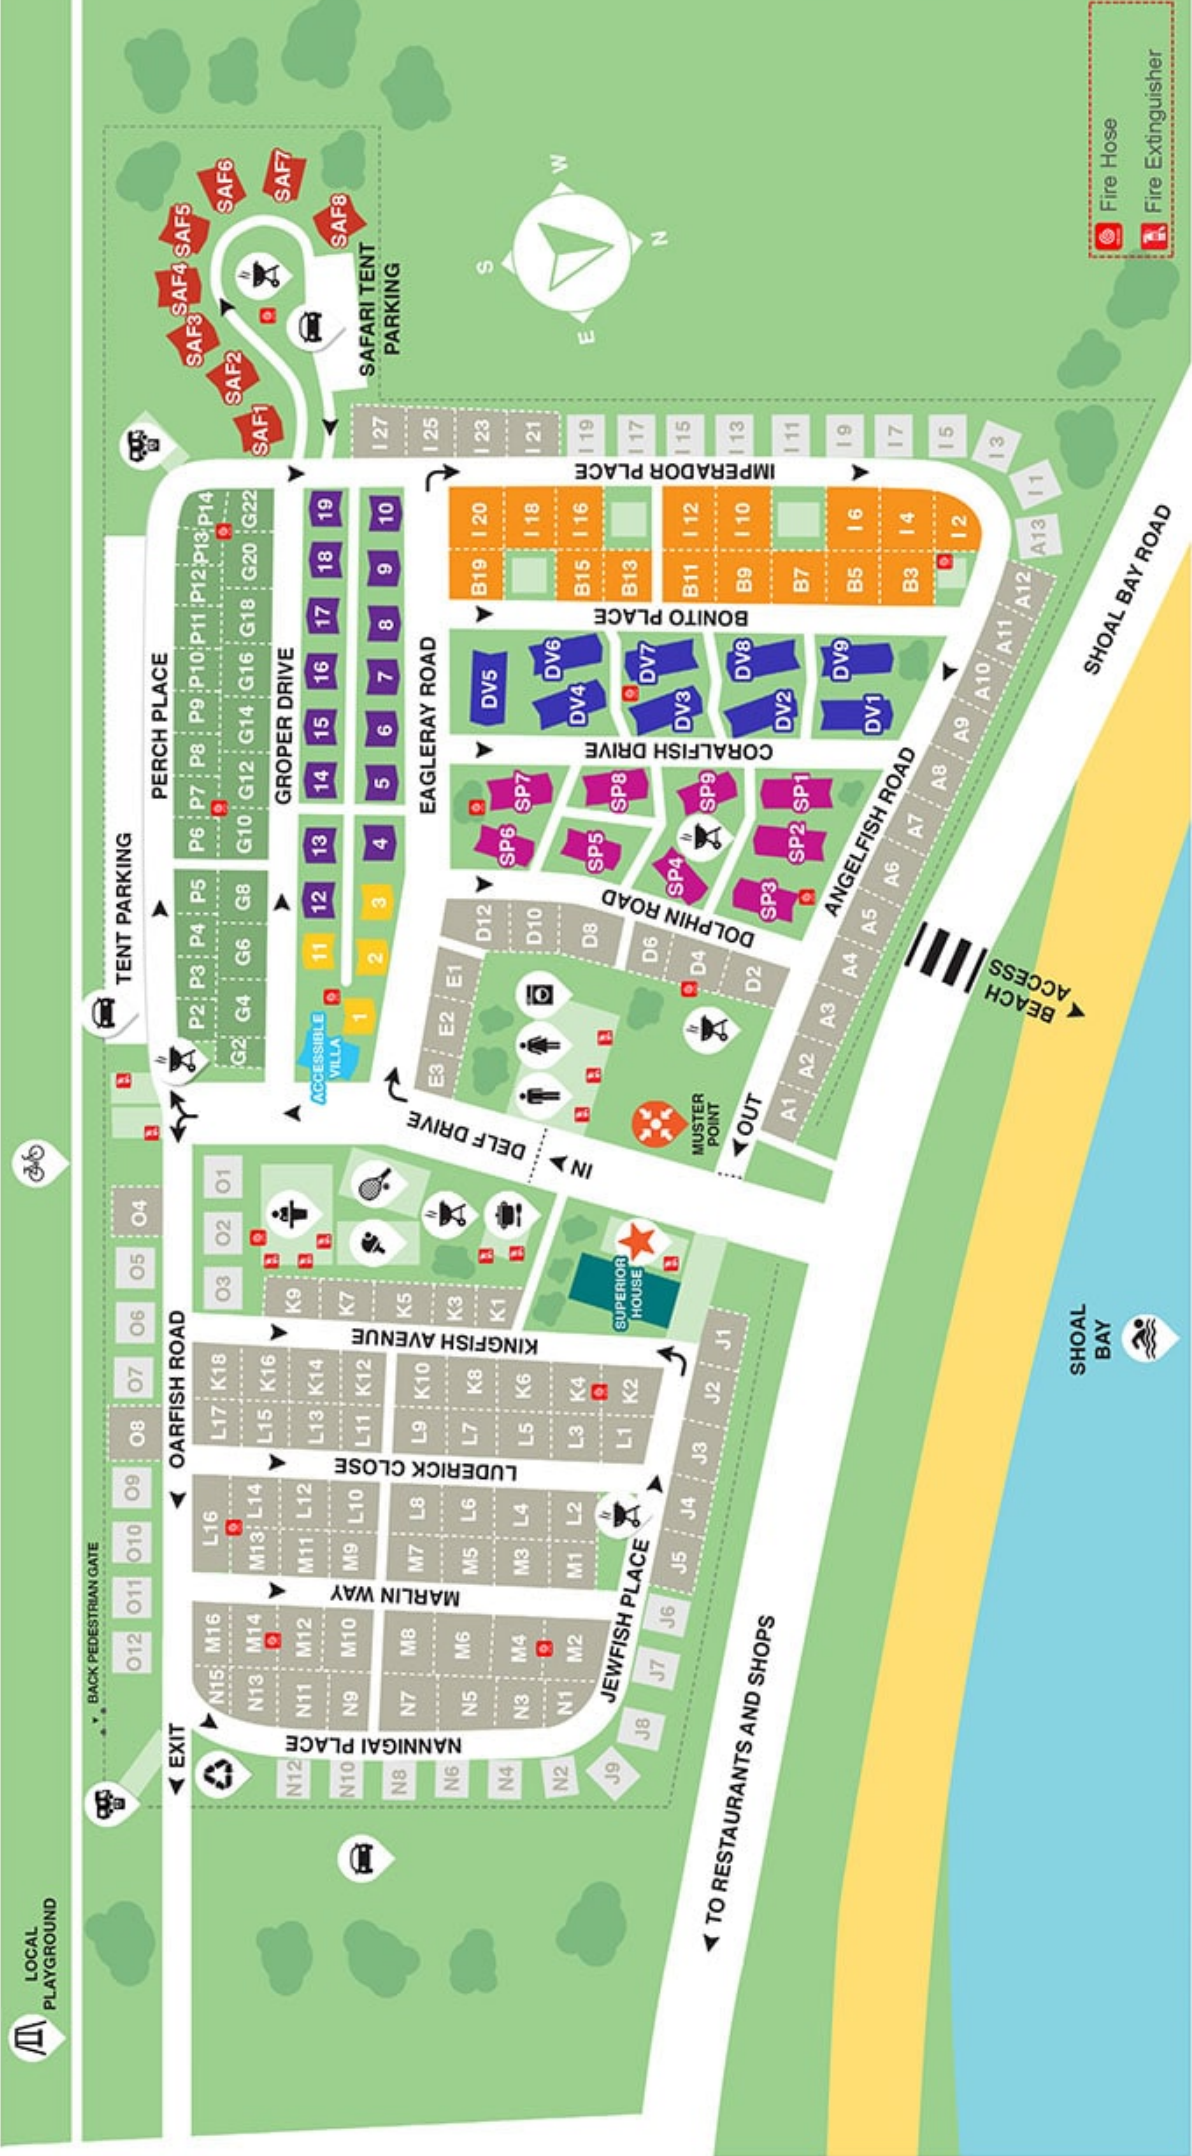 LOCAL
PLAYGROUND
BACK PEDESTRIAN GATE
TENT PARKING
O12
O11
O10
O9
O8
O7
O6
O5
O4
EXIT
OARFISH ROAD
PERCH PLACE
P2
P3
P4
P5
P6
P7
P8
P9
P10
P11
P12
P13
P14
G2
G4
G6
G8
G10
G12
G14
G16
G18
G20
G22
SAF1
SAF2
SAF3
SAF4
SAF5
SAF6
SAF7
SAF8
SAFARI TENT
PARKING
O3
O2
O1
GROPER DRIVE
ACCESSIBLE
VILLA
11
12
13
14
15
16
17
18
19
1
2
3
4
5
6
7
8
9
10
EAGLERAY ROAD
NANNIGAI PLACE
N12
N10
N8
N6
N4
N2
N15
N13
N11
N9
N7
N5
N3
N1
M16
M14
M12
M10
M8
M6
M4
M2
MARLIN WAY
L16
M13
M11
M9
M7
M5
M3
M1
L14
L12
L10
L8
L6
L4
L2
LUDERICK CLOSE
L17
L15
L13
L11
L9
L7
L5
L3
L1
K18
K16
K14
K12
K10
K8
K6
K4
K2
KINGFISH AVENUE
K9
K7
K5
K3
K1
SUPERIOR
HOUSE
JEWFISH PLACE
J9
J8
J7
J6
J5
J4
J3
J2
J1
DELF DRIVE
IN
OUT
MUSTER
POINT
E3
E2
E1
D12
D10
D8
D6
D4
D2
DOLPHIN ROAD
SP6
SP7
SP5
SP8
SP4
SP9
SP3
SP2
SP1
CORALFISH DRIVE
DV5
DV4
DV6
DV3
DV7
DV2
DV8
DV1
DV9
BONITO PLACE
B19
B15
B13
B11
B9
B7
B5
B3
I 20
I 18
I 16
I 12
I 10
I 6
I 4
I 2
IMPERADOR PLACE
I 27
I 25
I 23
I 21
I 19
I 17
I 15
I 13
I 11
I 9
I 7
I 5
I 3
I 1
A13
A12
A11
A10
A9
A8
A7
A6
A5
A4
A3
A2
A1
ANGELFISH ROAD
S
W
N
E
TO RESTAURANTS AND SHOPS
BEACH
ACCESS
SHOAL BAY ROAD
SHOAL
BAY
Fire Hose
Fire Extinguisher